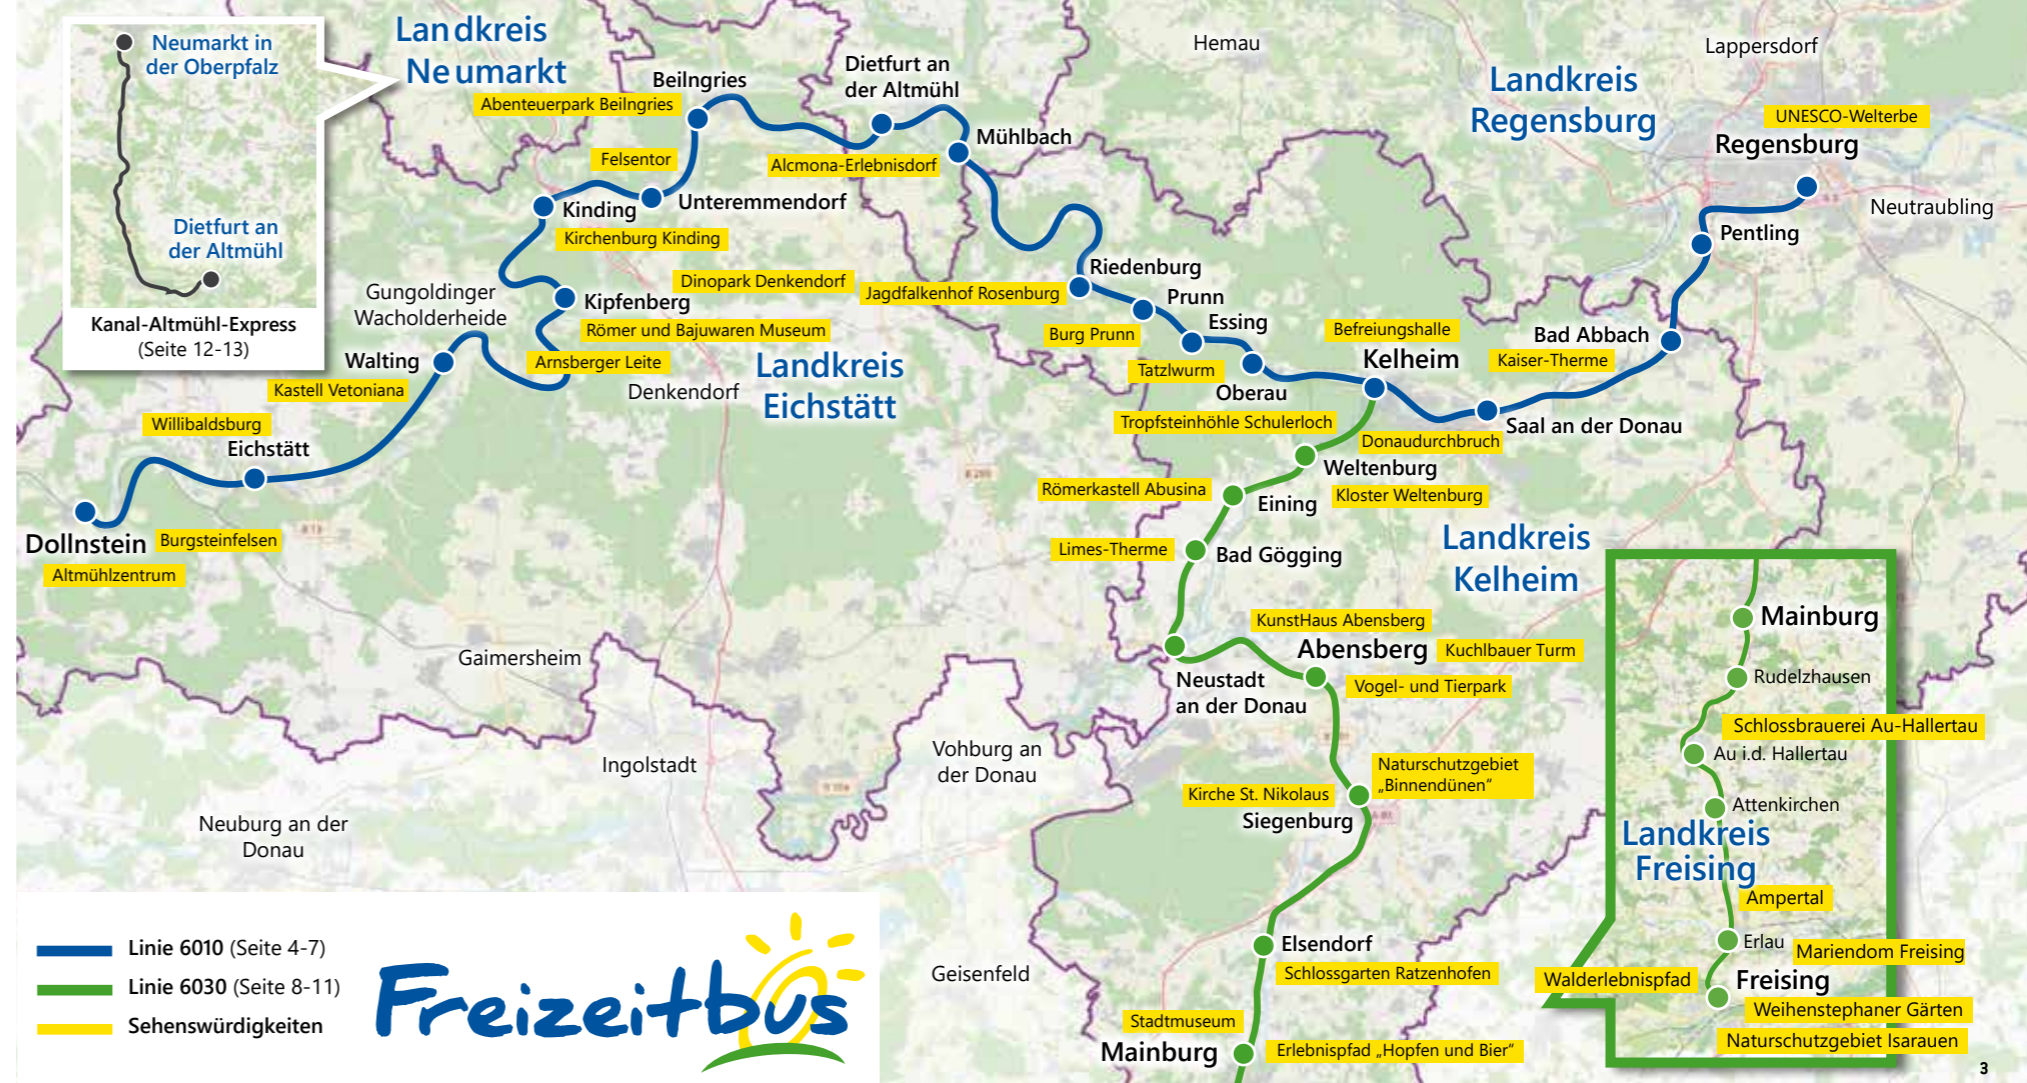 Neumarkt in
der Oberpfalz
Dietfurt an
der Altmühl
Kanal-Altmühl-Express
(Seite 12-13)
Landkreis
Neumarkt
Beilngries
Abenteuerpark Beilngries
Dietfurt an
der Altmühl
Hemau
Landkreis
Regensburg
Lappersdorf
UNESCO-Welterbe
Regensburg
Neutraubling
Pentling
Mühlbach
Alcmona-Erlebnisdorf
Felsentor
Unteremmendorf
Kinding
Kirchenburg Kinding
Dinopark Denkendorf
Gungoldinger
Wacholderheide
Kipfenberg
Römer und Bajuwaren Museum
Arnsberger Leite
Denkendorf
Landkreis
Eichstätt
Walting
Kastell Vetoniana
Willibaldsburg
Eichstätt
Dollnstein
Burgsteinfelsen
Altmühlzentrum
Riedenburg
Jagdfalkenhof Rosenburg
Prunn
Burg Prunn
Essing
Tatzlwurm
Oberau
Befreiungshalle
Kelheim
Tropfsteinhöhle Schulerloch
Bad Abbach
Kaiser-Therme
Saal an der Donau
Donaudurchbruch
Weltenburg
Kloster Weltenburg
Römerkastell Abusina
Eining
Limes-Therme
Bad Gögging
Landkreis
Kelheim
KunstHaus Abensberg
Abensberg
Kuchlbauer Turm
Vogel- und Tierpark
Neustadt
an der Donau
Gaimersheim
Ingolstadt
Vohburg an
der Donau
Neuburg an der
Donau
Naturschutzgebiet
„Binnendünen“
Kirche St. Nikolaus
Siegenburg
Geisenfeld
Elsendorf
Schlossgarten Ratzenhofen
Stadtmuseum
Mainburg
Erlebnispfad „Hopfen und Bier“
Mainburg
Rudelzhausen
Schlossbrauerei Au-Hallertau
Au i.d. Hallertau
Attenkirchen
Landkreis
Freising
Ampertal
Erlau
Mariendom Freising
Walderlebnispfad
Freising
Weihenstephaner Gärten
Naturschutzgebiet Isarauen
Linie 6010 (Seite 4-7)
Linie 6030 (Seite 8-11)
Sehenswürdigkeiten
Freizeitbus
3